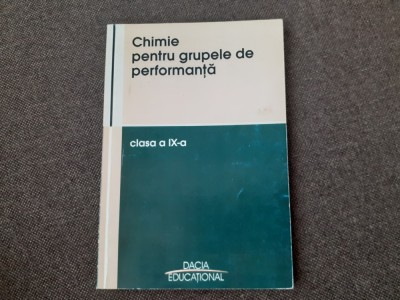 Chimie
pentru grupele de
performanță
clasa a IX-a
DACIA
EDUCAȚIONAL